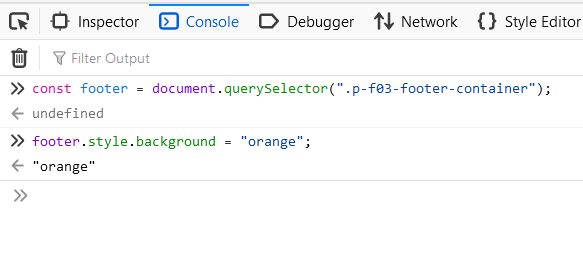 Inspector Console Debugger Network Style Editor
Filter Output
const footer = document.querySelector(".p-f03-footer-container");
undefined
footer.style.background = "orange";
"orange"